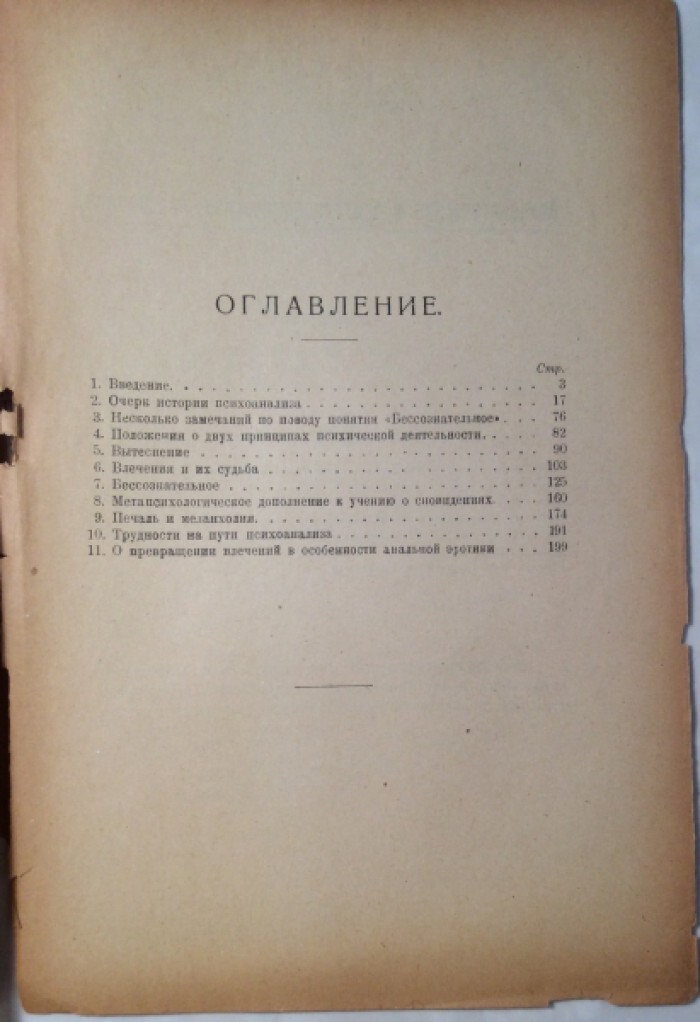 ОГЛАВЛЕНИЕ.
Стр.
1. Введение. . . . . . . . . . . . . . . . . . . . . . . . . . . . 3
2. Очерк истории психоанализа . . . . . . . . . . . . . . . . . . 17
3. Несколько замечаний по поводу понятия «Бессознательное» . . . 76
4. Положения о двух принципах психической деятельности. . . . . 82
5. Вытеснение . . . . . . . . . . . . . . . . . . . . . . . . . . 90
6. Влечения и их судьба . . . . . . . . . . . . . . . . . . . . . 103
7. Бессознательное . . . . . . . . . . . . . . . . . . . . . . . . 125
8. Метапсихологическое дополнение к учению о сновидениях. . . . 160
9. Печаль и меланхолия. . . . . . . . . . . . . . . . . . . . . . 174
10. Трудности на пути психоанализа . . . . . . . . . . . . . . . . 191
11. О превращении влечений в особенности анальной эротики . . . 199